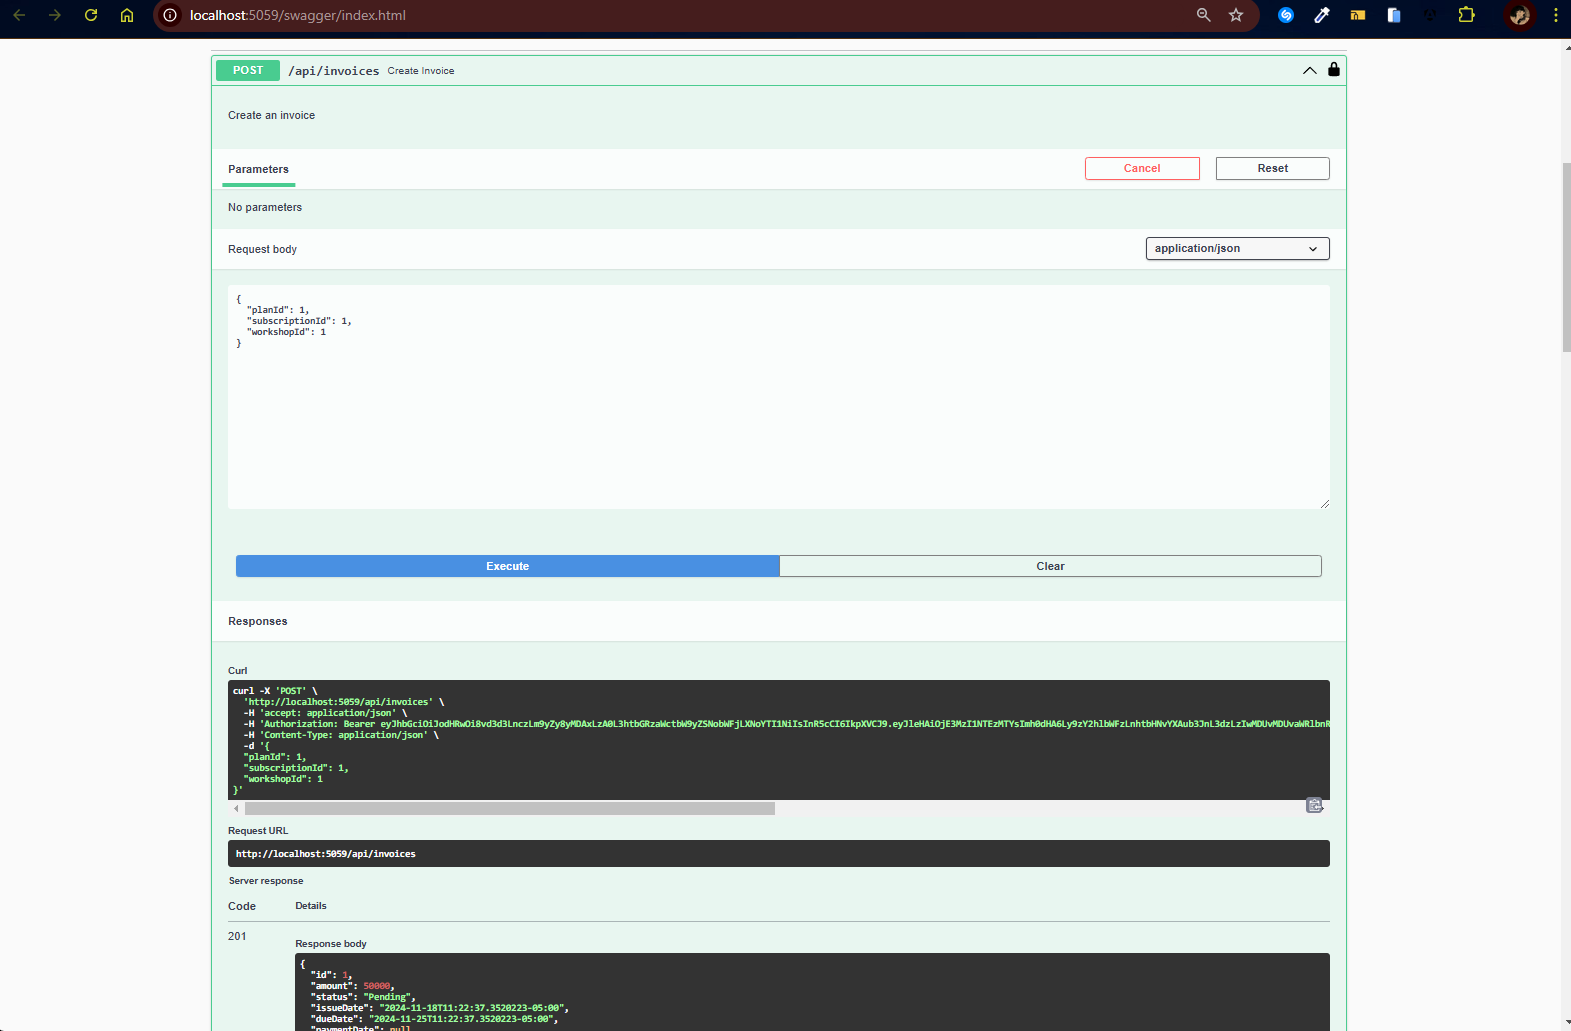 localhost:5059/swagger/index.html
POST /api/invoices Create Invoice
Create an invoice
Parameters
Cancel
Reset
No parameters
Request body
application/json
{
  "planId": 1,
  "subscriptionId": 1,
  "workshopId": 1
}
Execute
Clear
Responses
Curl
curl -X 'POST' \
  'http://localhost:5059/api/invoices' \
  -H 'accept: application/json' \
  -H 'Authorization: Bearer
  -H 'Content-Type: application/json' \
  -d '{
  "planId": 1,
  "subscriptionId": 1,
  "workshopId": 1
}'
Request URL
http://localhost:5059/api/invoices
Server response
Code Details
201
Response body
{
  "id": 1,
  "amount": 50000,
  "status": "Pending",
  "issueDate": "2024-11-18T11:22:37.3520223-05:00",
  "dueDate": "2024-11-25T11:22:37.3520223-05:00",
  "paymentDate": null